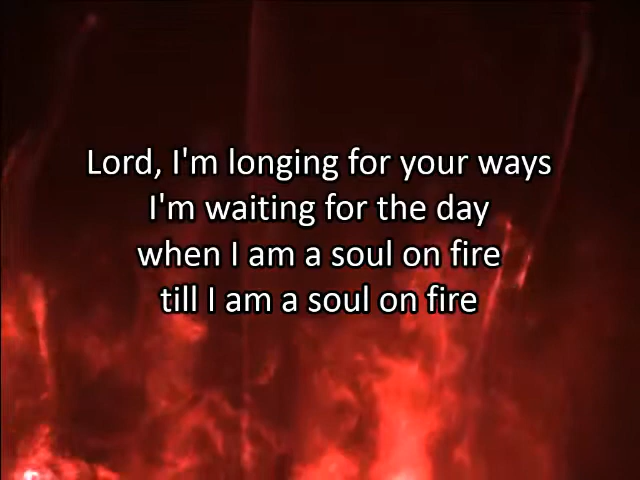 Lord, I'm longing for your ways
I'm waiting for the day
when I am a soul on fire
till I am a soul on fire